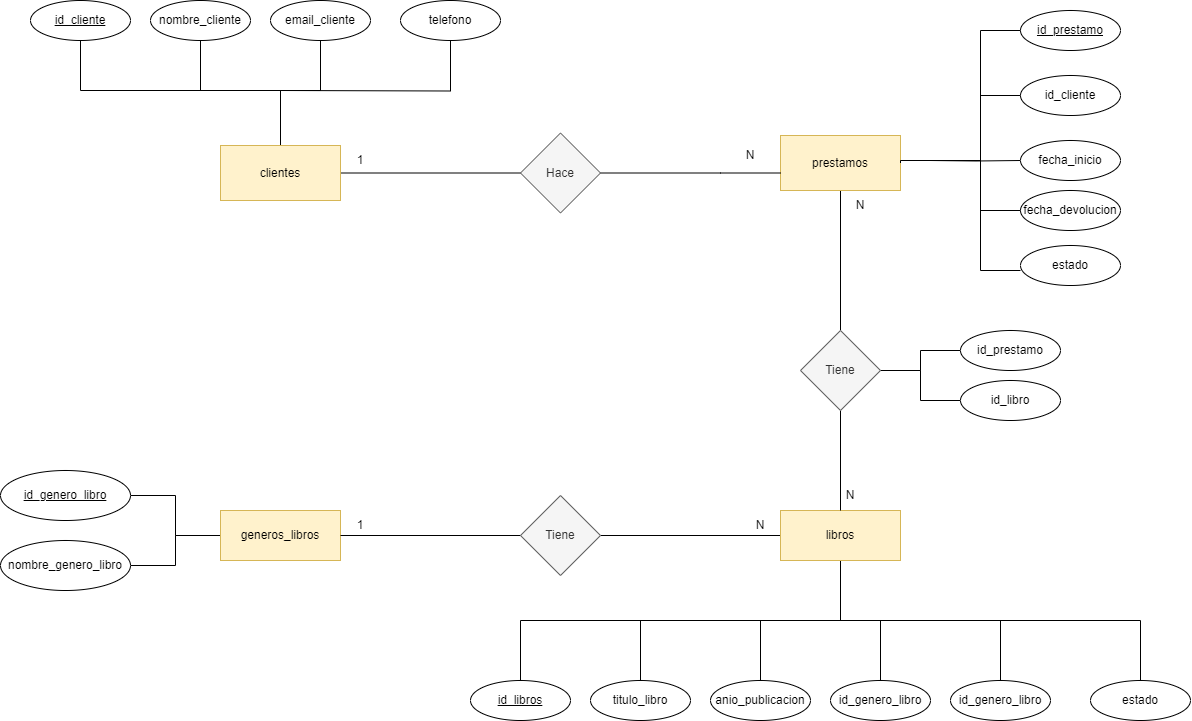 id_cliente
nombre_cliente
email_cliente
telefono
id_prestamo
id_cliente
fecha_inicio
fecha_devolucion
estado
clientes
1
Hace
N
prestamos
N
Tiene
id_prestamo
id_libro
id_genero_libro
nombre_genero_libro
generos_libros
1
Tiene
N
N
libros
id_libros
titulo_libro
anio_publicacion
id_genero_libro
id_genero_libro
estado